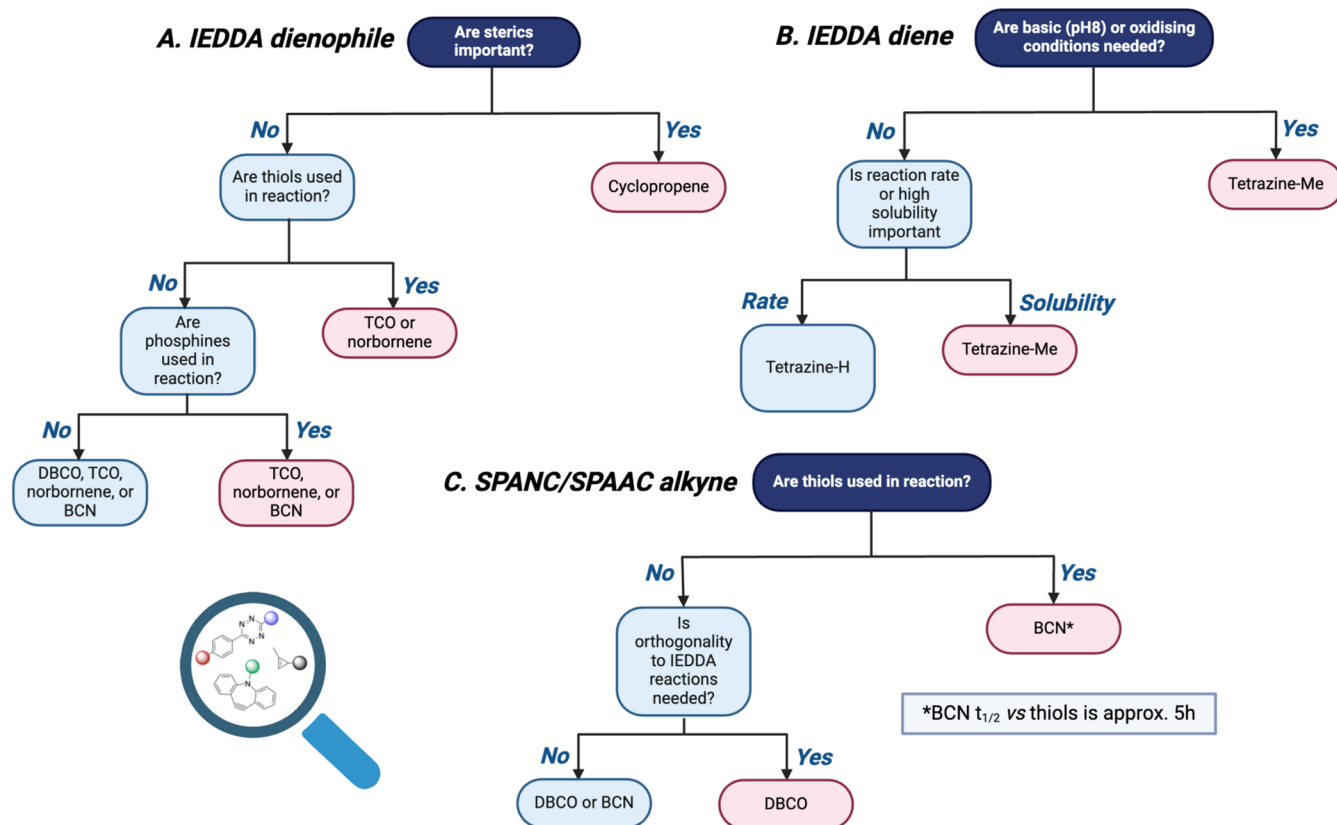 A. IEDDA dienophile
Are sterics
important?
No
Yes
Are thiols used
in reaction?
Cyclopropene
No
Yes
Are
phosphines
used in
reaction?
TCO or
norbornene
No
Yes
DBCO, TCO,
norbornene, or
BCN
TCO,
norbornene, or
BCN
B. IEDDA diene
Are basic (pH8) or oxidising
conditions needed?
No
Yes
Is reaction rate
or high
solubility
important
Tetrazine-Me
Rate
Solubility
Tetrazine-H
Tetrazine-Me
C. SPANC/SPAAC alkyne
Are thiols used in reaction?
No
Yes
Is
orthogonality
to IEDDA
reactions
needed?
BCN*
No
Yes
DBCO or BCN
DBCO
*BCN t1/2 vs thiols is approx. 5h
N N
N N
N